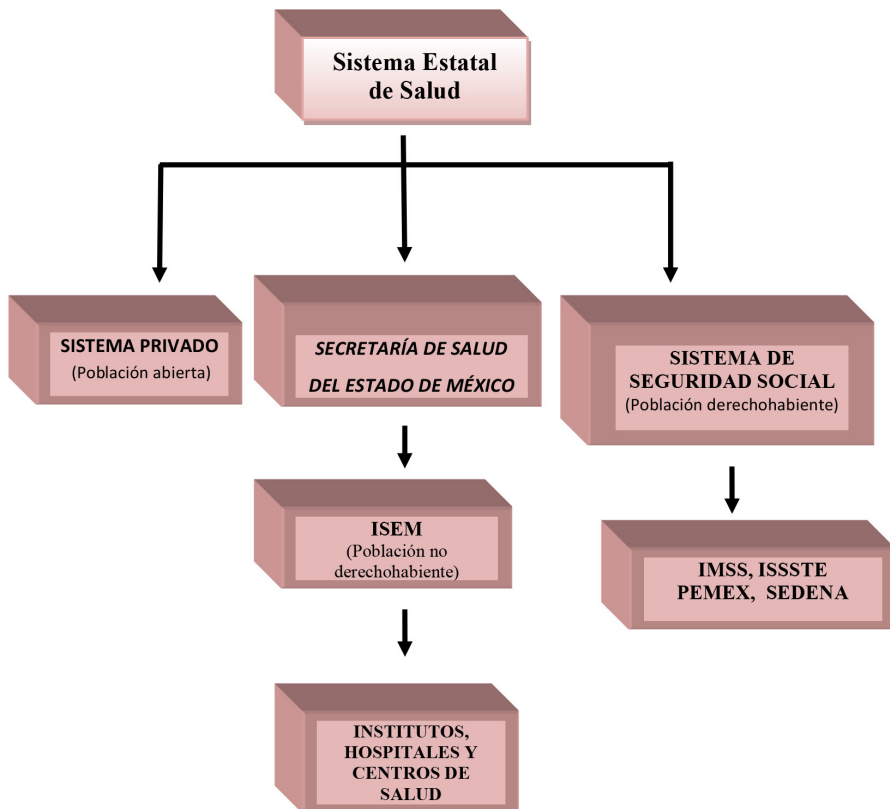 Sistema Estatal
de Salud
SISTEMA PRIVADO
(Población abierta)
SECRETARÍA DE SALUD
DEL ESTADO DE MÉXICO
SISTEMA DE
SEGURIDAD SOCIAL
(Población derechohabiente)
ISEM
(Población no
derechohabiente)
IMSS, ISSSTE
PEMEX, SEDENA
INSTITUTOS,
HOSPITALES Y
CENTROS DE
SALUD